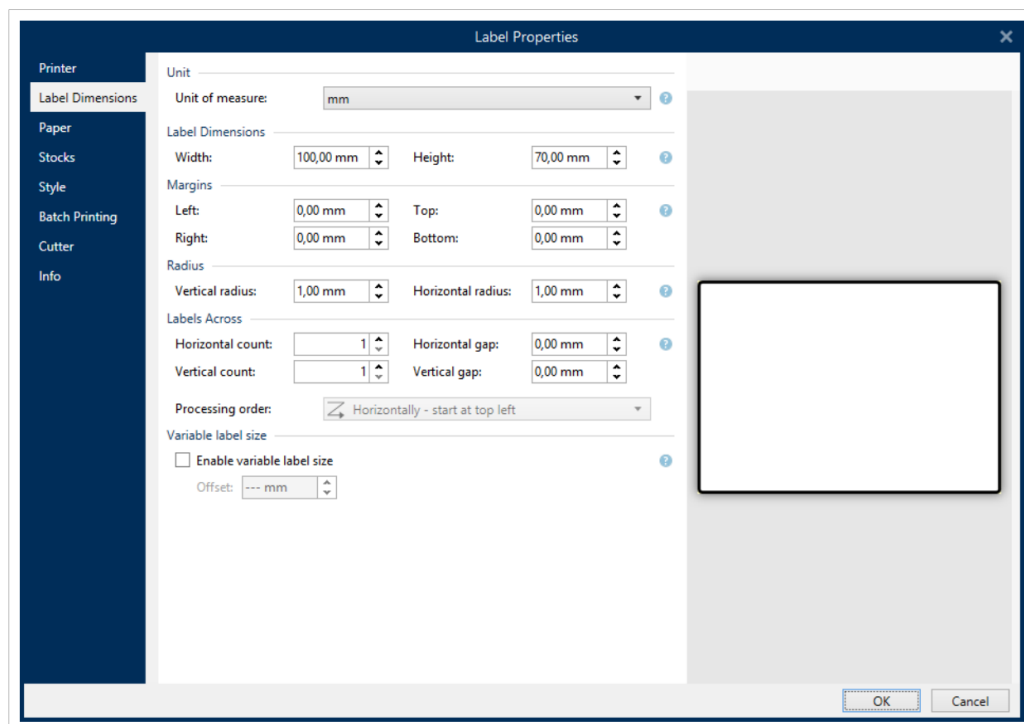 Label Properties
Printer
Label Dimensions
Paper
Stocks
Style
Batch Printing
Cutter
Info
Unit
Unit of measure: mm ?
Label Dimensions
Width: 100,00 mm Height: 70,00 mm ?
Margins
Left: 0,00 mm Top: 0,00 mm ?
Right: 0,00 mm Bottom: 0,00 mm
Radius
Vertical radius: 1,00 mm Horizontal radius: 1,00 mm ?
Labels Across
Horizontal count: 1 Horizontal gap: 0,00 mm ?
Vertical count: 1 Vertical gap: 0,00 mm
Processing order: Horizontally - start at top left
Variable label size
Enable variable label size ?
Offset: --- mm
OK Cancel